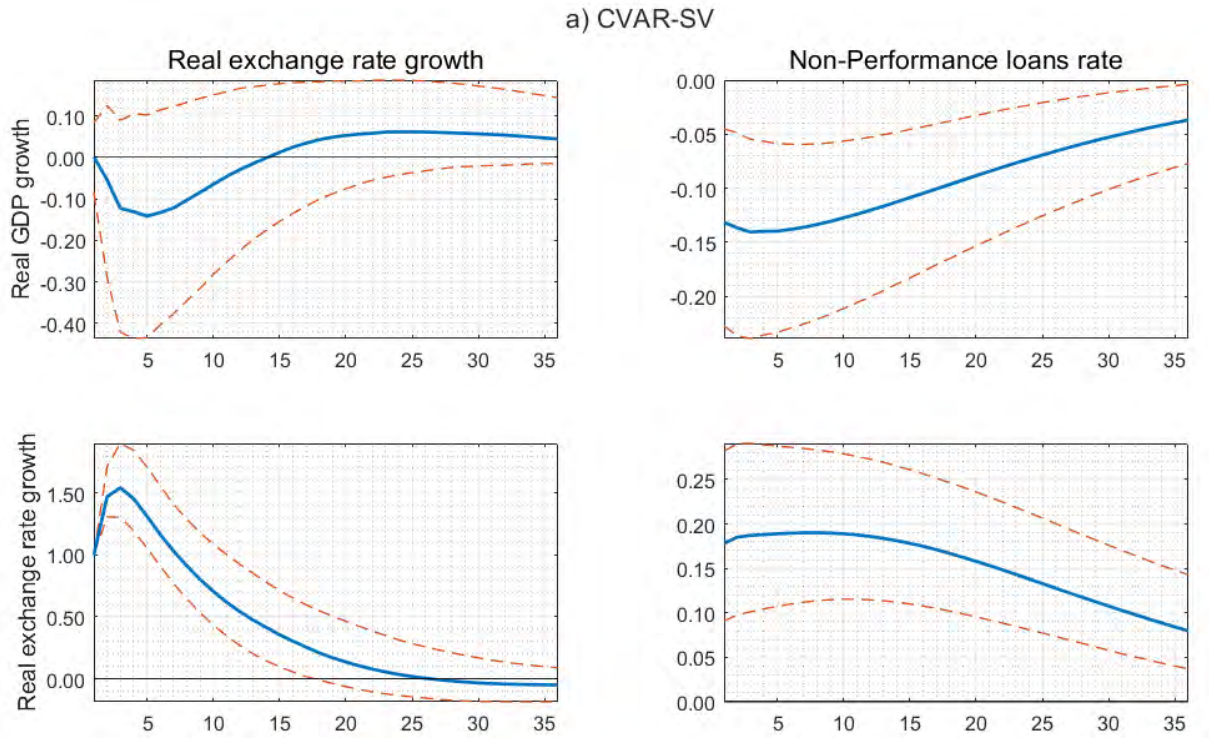 a) CVAR-SV
Real exchange rate growth
Non-Performance loans rate
Real GDP growth
0.10
0.00
-0.10
-0.20
-0.30
-0.40
5 10 15 20 25 30 35
0.00
-0.05
-0.10
-0.15
-0.20
5 10 15 20 25 30 35
Real exchange rate growth
1.50
1.00
0.50
0.00
5 10 15 20 25 30 35
0.25
0.20
0.15
0.10
0.05
0.00
5 10 15 20 25 30 35